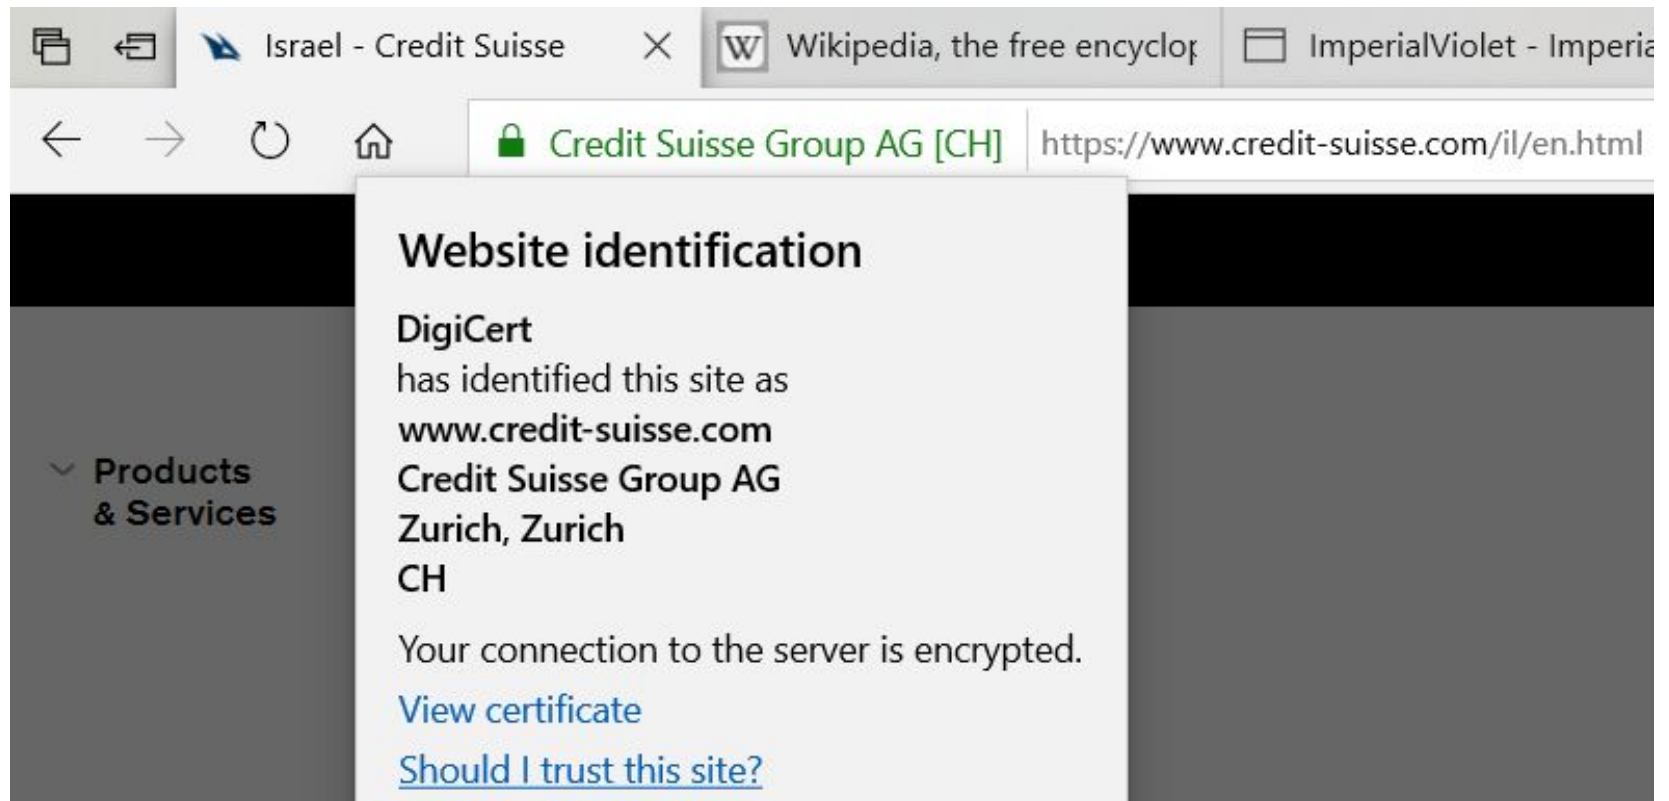 Israel - Credit Suisse
W Wikipedia, the free encyclop
ImperialViolet - Imperia
Credit Suisse Group AG [CH] https://www.credit-suisse.com/il/en.html
Website identification
DigiCert
has identified this site as
www.credit-suisse.com
Credit Suisse Group AG
Zurich, Zurich
CH
Your connection to the server is encrypted.
View certificate
Should I trust this site?
Products
& Services